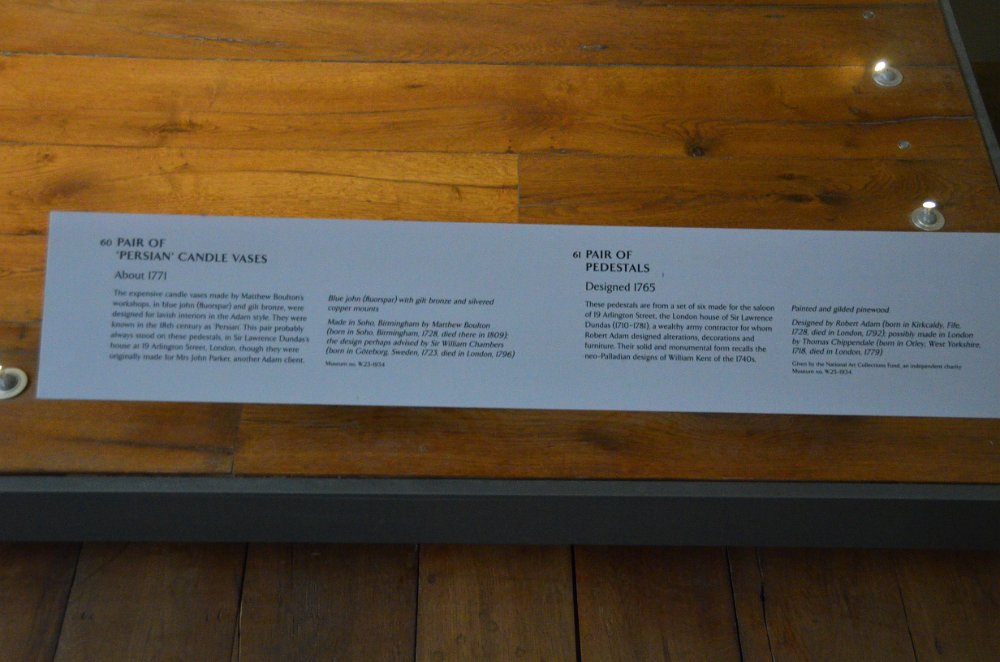 60 PAIR OF
'PERSIAN' CANDLE VASES
About 1771
The expensive candle vases made by Matthew Boulton's
workshops, in blue john (fluorspar) and gilt bronze, were
designed for lavish interiors in the Adam style. They were
known in the 18th century as 'Persian'. This pair probably
always stood on these pedestals, in Sir Lawrence Dundas's
house at 19 Arlington Street, London, though they were
originally made for Mrs John Parker, another Adam client.
Blue john (fluorspar) with gilt bronze and silvered
copper mounts
Made in Soho, Birmingham by Matthew Boulton
(born in Soho, Birmingham, 1728, died there in 1809);
the design perhaps advised by Sir William Chambers
(born in Göteborg, Sweden, 1723, died in London, 1796)
Museum no. W.23-1934
61 PAIR OF
PEDESTALS
Designed 1765
These pedestals are from a set of six made for the saloon
of 19 Arlington Street, the London house of Sir Lawrence
Dundas (1710-1781), a wealthy army contractor for whom
Robert Adam designed alterations, decorations and
furniture. Their solid and monumental form recalls the
neo-Palladian designs of William Kent of the 1740s.
Painted and gilded pinewood
Designed by Robert Adam (born in Kirkcaldy, Fife,
1728, died in London, 1792); possibly made in London
by Thomas Chippendale (born in Otley, West Yorkshire,
1718, died in London, 1779)
Given by the National Art Collections Fund, an independent charity
Museum no. W.25-1934